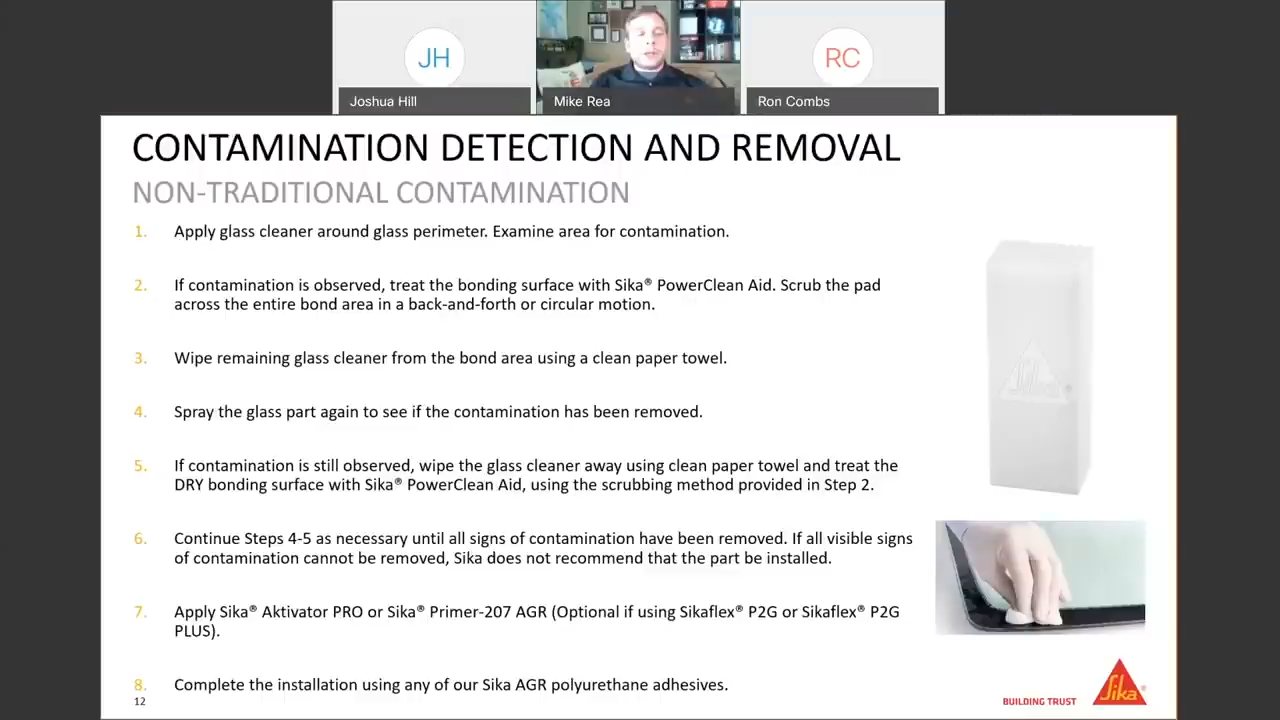 JH
RC
Joshua Hill
Mike Rea
Ron Combs
CONTAMINATION DETECTION AND REMOVAL
NON-TRADITIONAL CONTAMINATION
1. Apply glass cleaner around glass perimeter. Examine area for contamination.
2. If contamination is observed, treat the bonding surface with Sika® PowerClean Aid. Scrub the pad
across the entire bond area in a back-and-forth or circular motion.
3. Wipe remaining glass cleaner from the bond area using a clean paper towel.
4. Spray the glass part again to see if the contamination has been removed.
5. If contamination is still observed, wipe the glass cleaner away using clean paper towel and treat the
DRY bonding surface with Sika® PowerClean Aid, using the scrubbing method provided in Step 2.
6. Continue Steps 4-5 as necessary until all signs of contamination have been removed. If all visible signs
of contamination cannot be removed, Sika does not recommend that the part be installed.
7. Apply Sika® Aktivator PRO or Sika® Primer-207 AGR (Optional if using Sikaflex® P2G or Sikaflex® P2G
PLUS).
8. Complete the installation using any of our Sika AGR polyurethane adhesives.
12
BUILDING TRUST
Sika